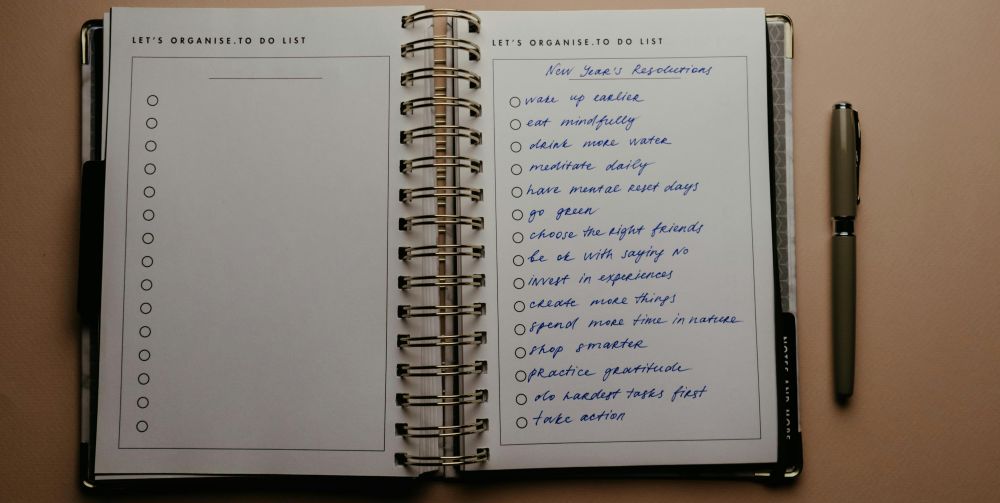 LET'S ORGANISE.TO DO LIST
LET'S ORGANISE.TO DO LIST
New Year's Resolutions
wake up earlier
eat mindfully
drink more water
meditate daily
have mental reset days
go green
choose the right friends
be ok with saying No
invest in experiences
create more things
spend more time in nature
shop smarter
practice gratitude
do hardest tasks first
take action
NOTES AND MORE